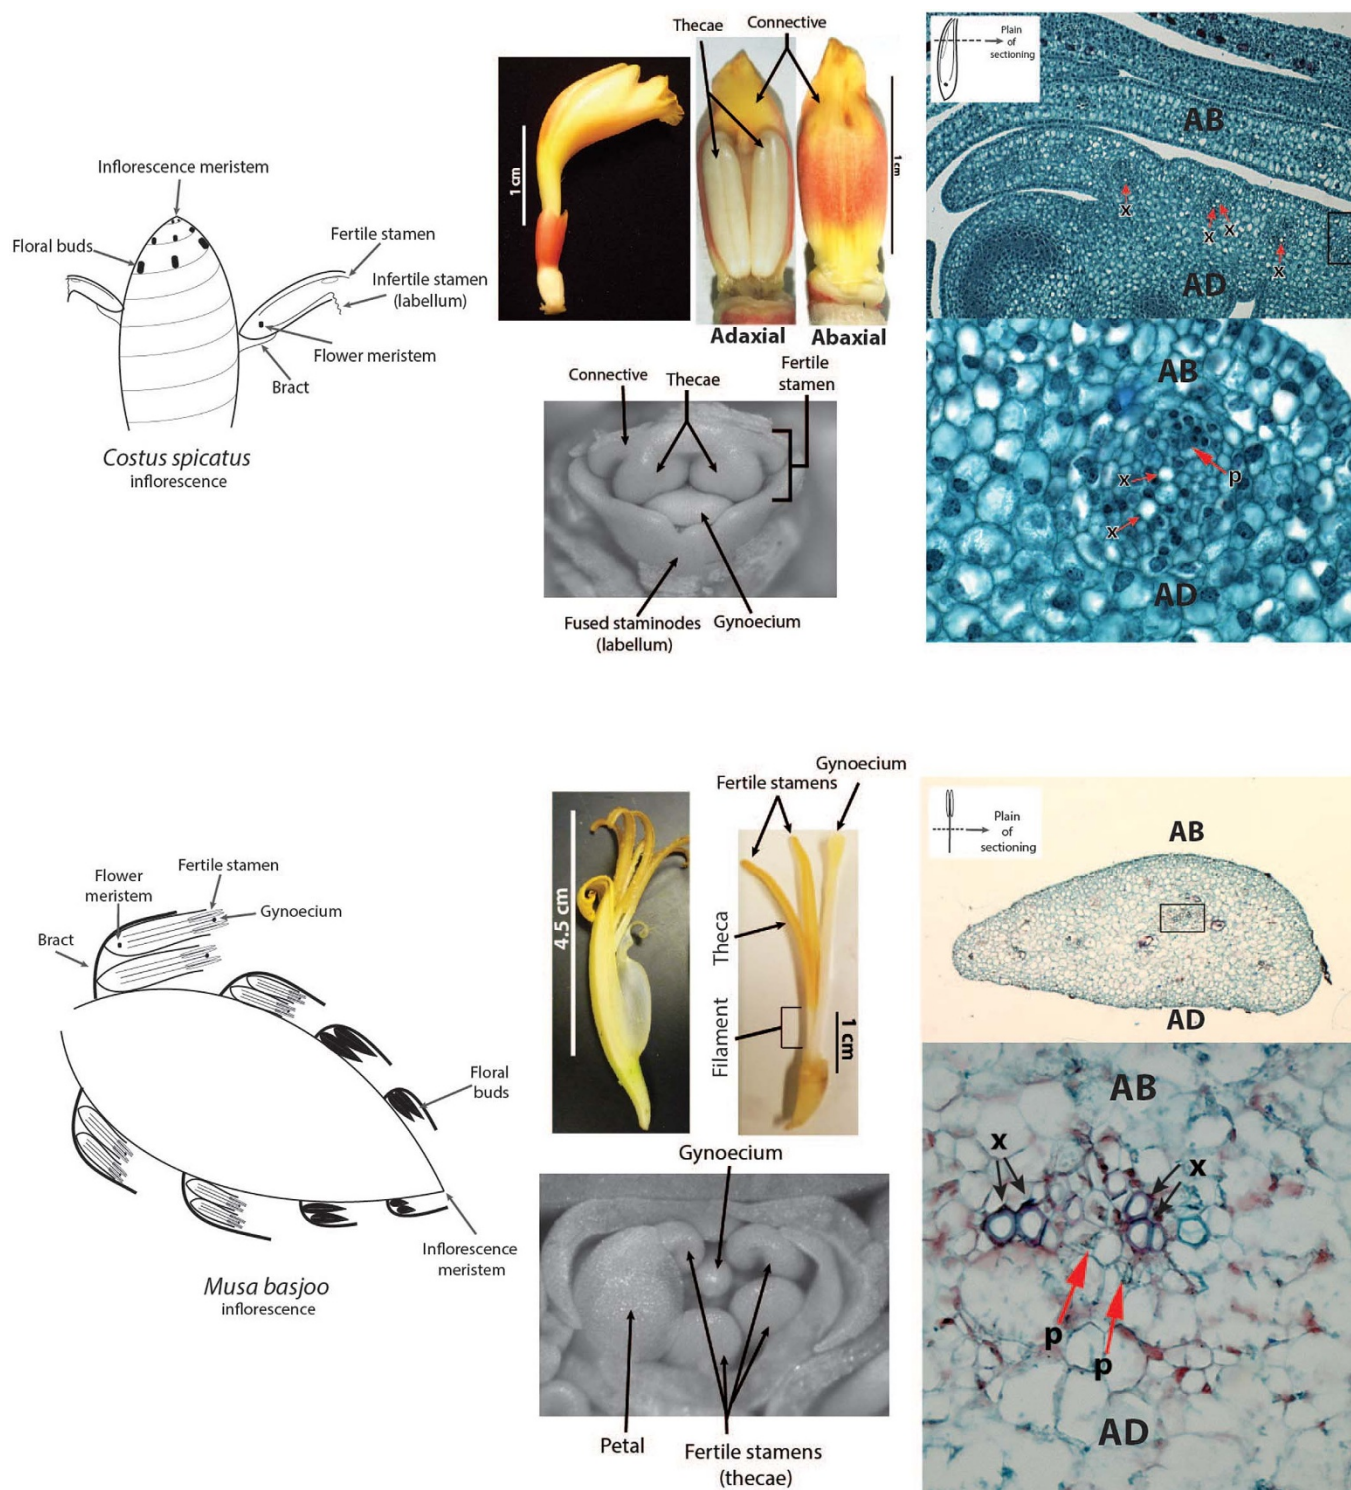 Inflorescence meristem
Floral buds
Fertile stamen
Infertile stamen
(labellum)
Flower meristem
Bract
Costus spicatus
inflorescence
1 cm
Thecae
Connective
1 cm
Adaxial
Abaxial
Connective
Thecae
Fertile
stamen
Fused staminodes
(labellum)
Gynoecium
Plain
of
sectioning
AB
x
x
x
x
AD
AB
x
p
x
AD
Fertile stamen
Flower
meristem
Gynoecium
Bract
Floral
buds
Inflorescence
meristem
Musa basjoo
inflorescence
4.5 cm
Gynoecium
Fertile stamens
Theca
Filament
1 cm
Gynoecium
Petal
Fertile stamens
(thecae)
Plain
of
sectioning
AB
AD
AB
x
x
p
p
AD